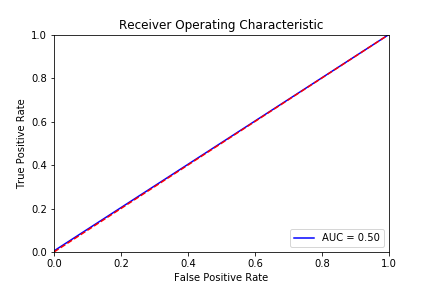 Receiver Operating Characteristic
1.0
0.8
0.6
0.4
0.2
0.0
True Positive Rate
AUC = 0.50
0.0 0.2 0.4 0.6 0.8 1.0
False Positive Rate